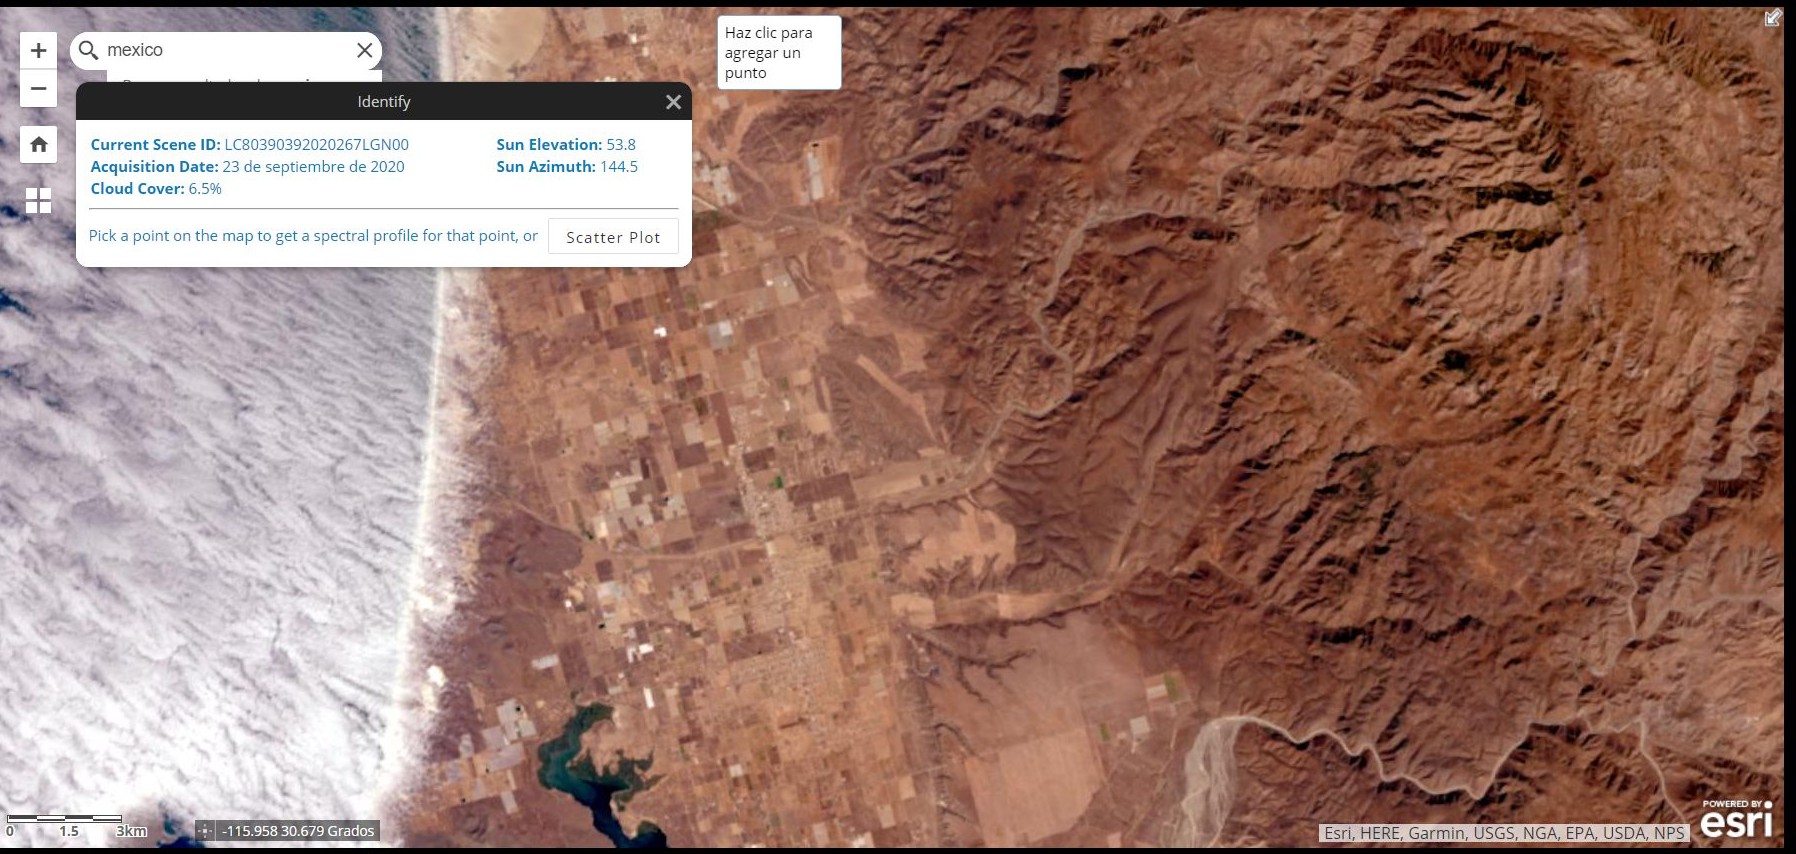 +
mexico
Haz clic para
agregar un
punto
−
Identify
Current Scene ID: LC80390392020267LGN00
Sun Elevation: 53.8
Acquisition Date: 23 de septiembre de 2020
Sun Azimuth: 144.5
Cloud Cover: 6.5%
Pick a point on the map to get a spectral profile for that point, or
Scatter Plot
0 1.5 3km
-115.958 30.679 Grados
POWERED BY
esri
Esri, HERE, Garmin, USGS, NGA, EPA, USDA, NPS